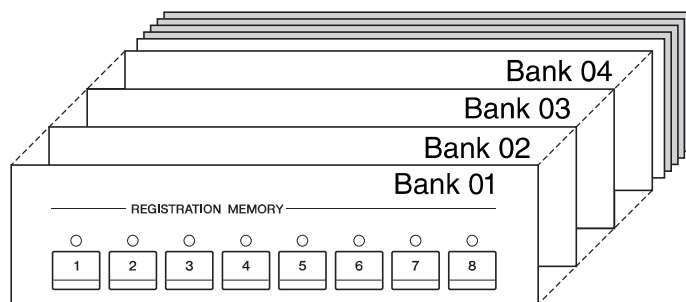 Bank 04
Bank 03
Bank 02
Bank 01
REGISTRATION MEMORY
1 2 3 4 5 6 7 8